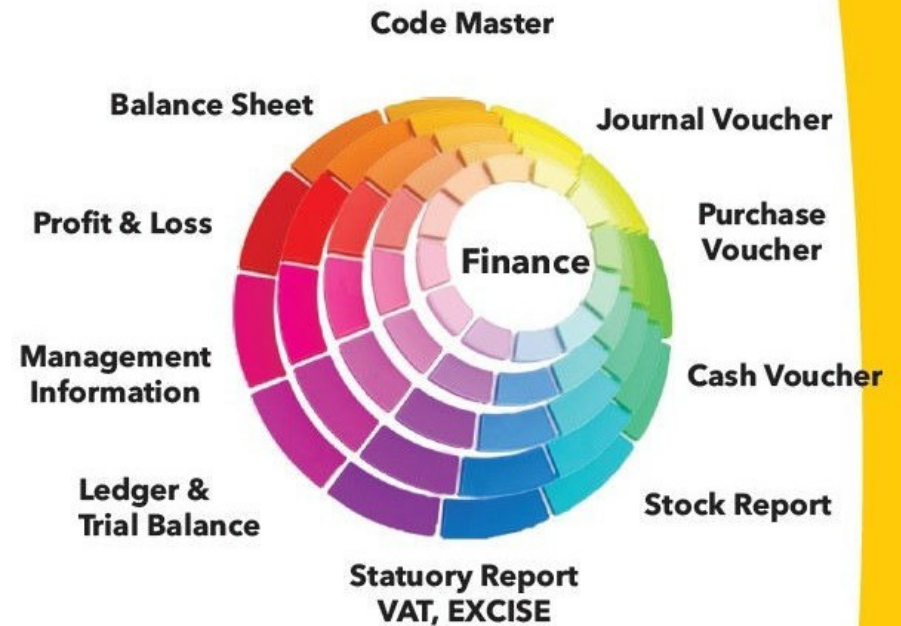 Code Master
Balance Sheet
Journal Voucher
Profit & Loss
Purchase
Voucher
Finance
Management
Information
Cash Voucher
Ledger &
Trial Balance
Stock Report
Statuory Report
VAT, EXCISE